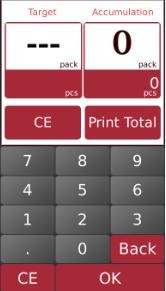 Target Accumulation
--- 0
pack pack
0
pcs pcs
CE Print Total
7 8 9
4 5 6
1 2 3
. 0 Back
CE OK